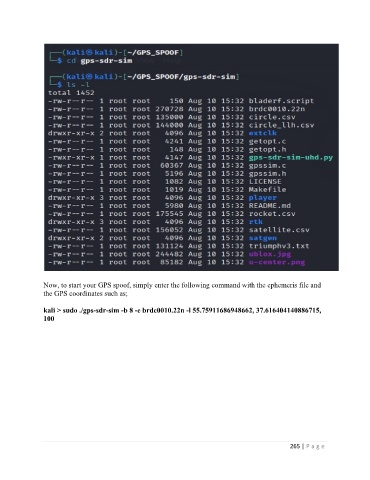 ┌──(kali㉿kali)-[~/GPS_SPOOF]
└─$ cd gps-sdr-sim
┌──(kali㉿kali)-[~/GPS_SPOOF/gps-sdr-sim]
└─$ ls -l
total 1452
-rw-r--r-- 1 root root 150 Aug 10 15:32 bladerf.script
-rw-r--r-- 1 root root 270728 Aug 10 15:32 brdc0010.22n
-rw-r--r-- 1 root root 135000 Aug 10 15:32 circle.csv
-rw-r--r-- 1 root root 144000 Aug 10 15:32 circle_llh.csv
drwxr-xr-x 2 root root 4096 Aug 10 15:32 extclk
-rw-r--r-- 1 root root 4241 Aug 10 15:32 getopt.c
-rw-r--r-- 1 root root 148 Aug 10 15:32 getopt.h
-rwxr-xr-x 1 root root 4147 Aug 10 15:32 gps-sdr-sim-uhd.py
-rw-r--r-- 1 root root 60367 Aug 10 15:32 gpssim.c
-rw-r--r-- 1 root root 5196 Aug 10 15:32 gpssim.h
-rw-r--r-- 1 root root 1082 Aug 10 15:32 LICENSE
-rw-r--r-- 1 root root 1019 Aug 10 15:32 Makefile
drwxr-xr-x 3 root root 4096 Aug 10 15:32 player
-rw-r--r-- 1 root root 5980 Aug 10 15:32 README.md
-rw-r--r-- 1 root root 175545 Aug 10 15:32 rocket.csv
drwxr-xr-x 3 root root 4096 Aug 10 15:32 rtk
-rw-r--r-- 1 root root 156052 Aug 10 15:32 satellite.csv
drwxr-xr-x 2 root root 4096 Aug 10 15:32 satgen
-rw-r--r-- 1 root root 131124 Aug 10 15:32 triumphv3.txt
-rw-r--r-- 1 root root 244482 Aug 10 15:32 ublox.jpg
-rw-r--r-- 1 root root 85182 Aug 10 15:32 u-center.png
Now, to start your GPS spoof, simply enter the following command with the ephemeris file and
the GPS coordinates such as;
kali > sudo ./gps-sdr-sim -b 8 -e brdc0010.22n -l 55.75911686948662, 37.616404140886715,
100
265 | Page